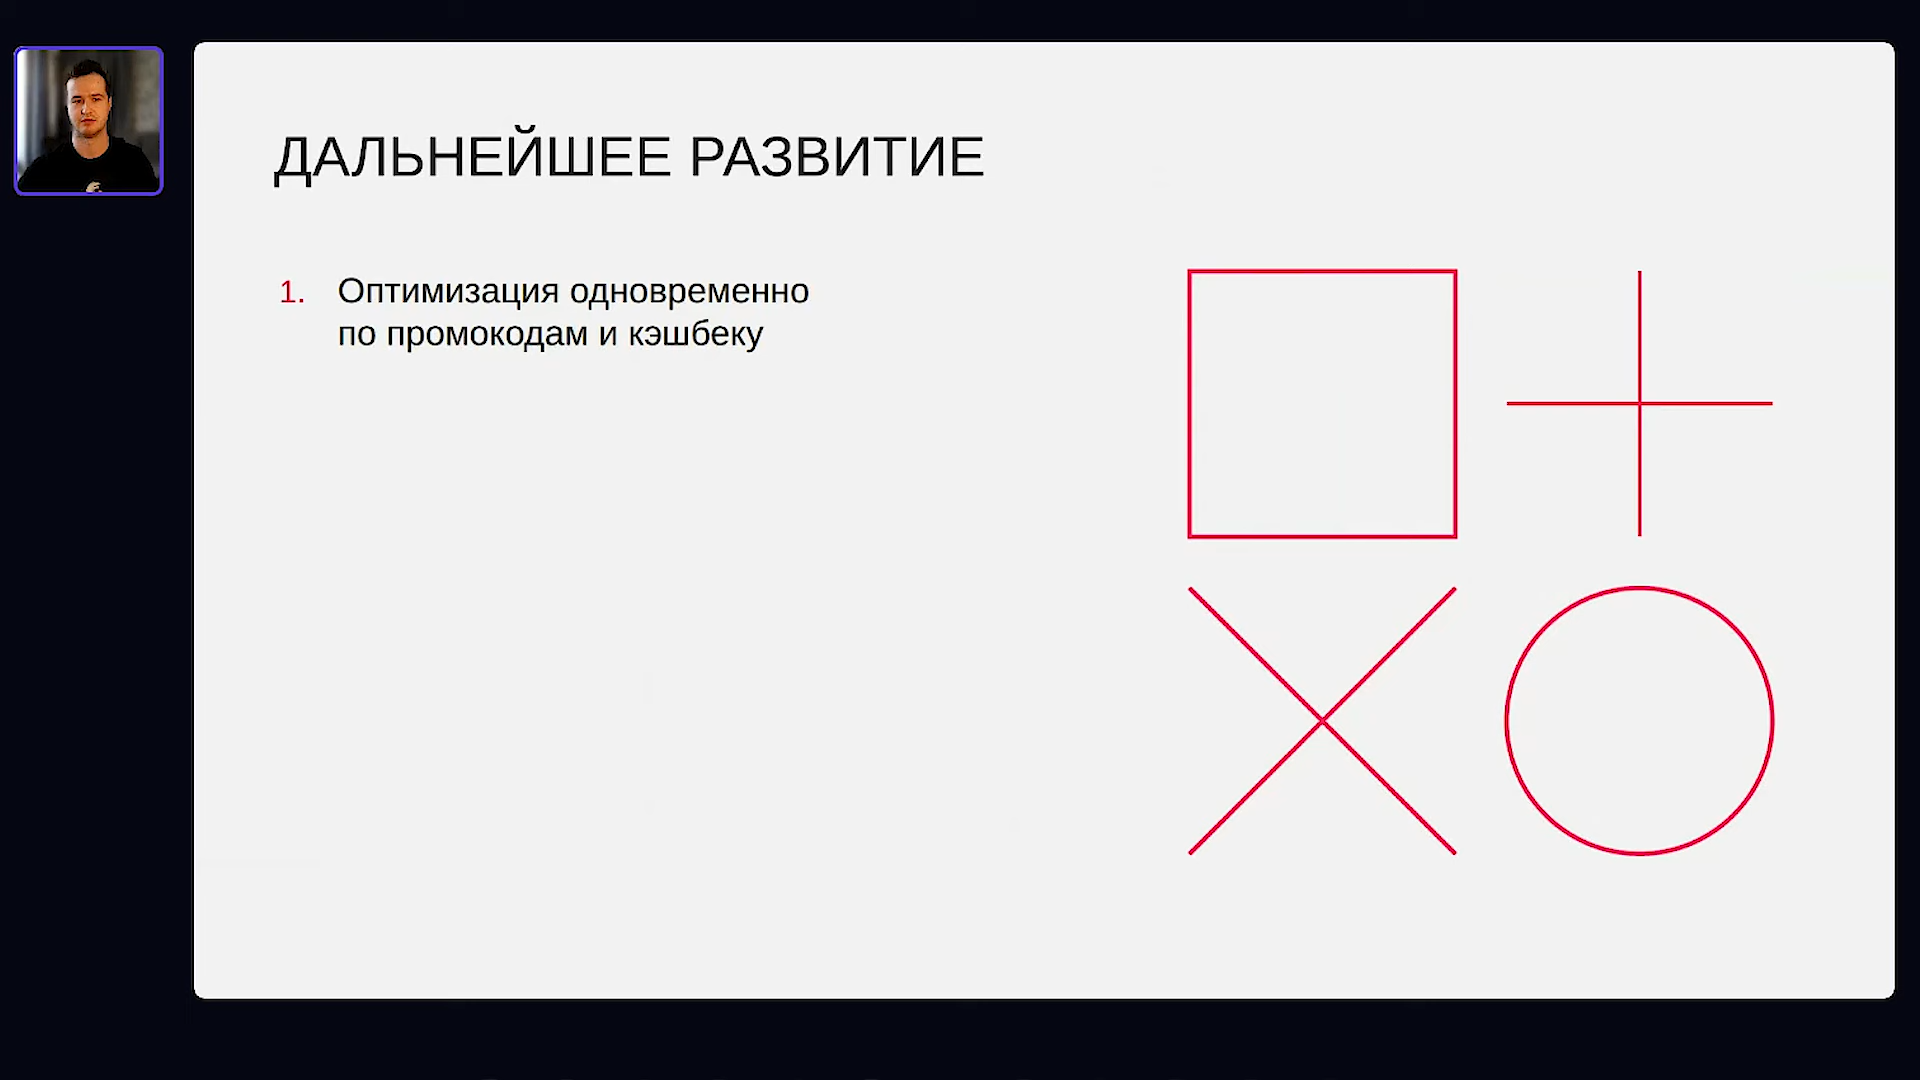 ДАЛЬНЕЙШЕЕ РАЗВИТИЕ
1. Оптимизация одновременно
по промокодам и кэшбеку